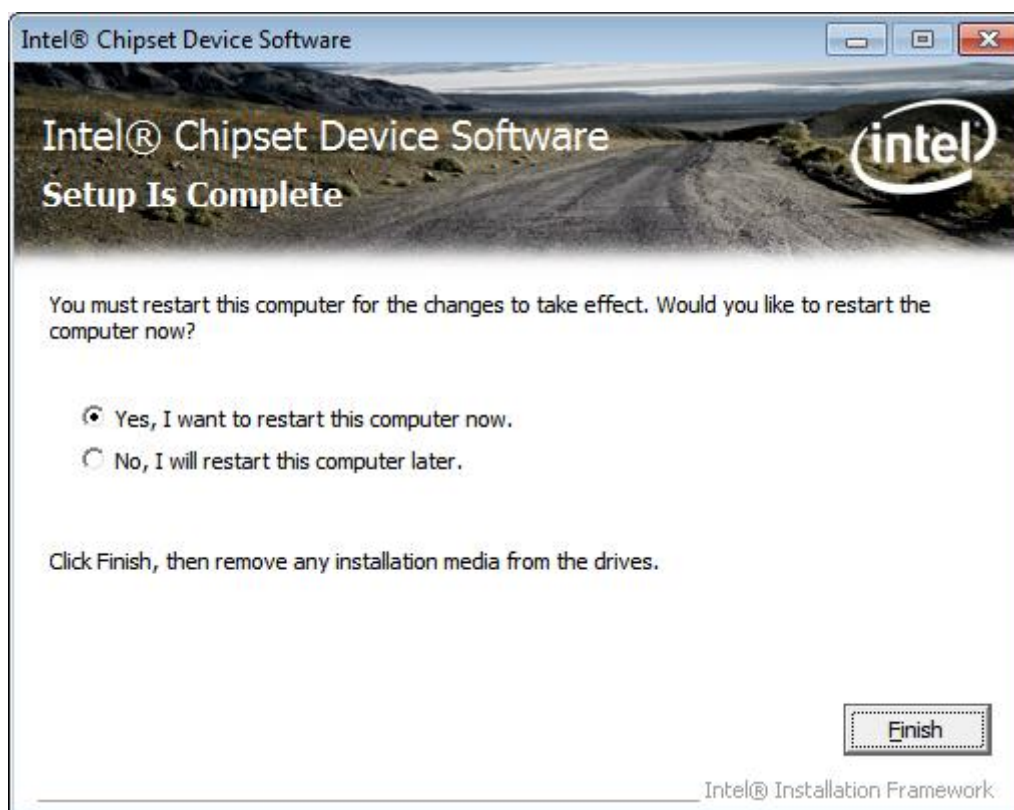 Intel® Chipset Device Software
Intel® Chipset Device Software
intel
Setup Is Complete
You must restart this computer for the changes to take effect. Would you like to restart the
computer now?
Yes, I want to restart this computer now.
No, I will restart this computer later.
Click Finish, then remove any installation media from the drives.
Finish
Intel® Installation Framework